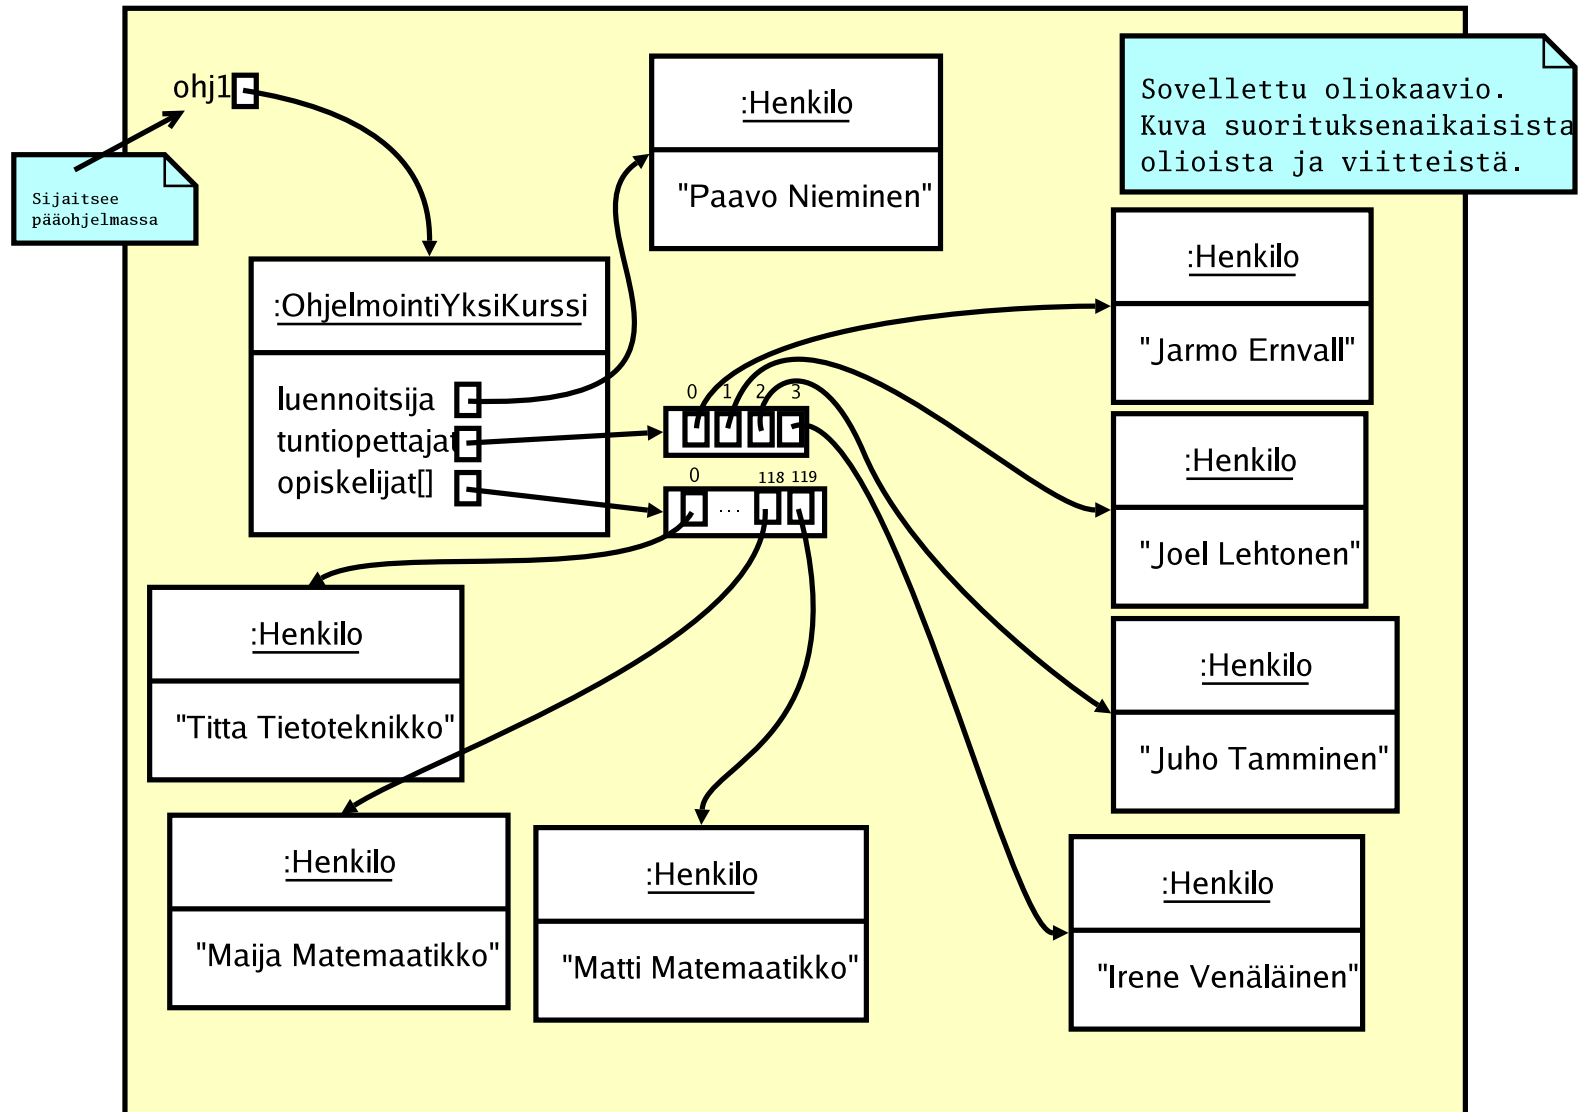 ohj1
Sijaitsee
pääohjelmassa
:Henkilo
"Paavo Nieminen"
Sovellettu oliokaavio.
Kuva suorituksenaikaisista
olioista ja viitteistä.
:OhjelmointiYksiKurssi
luennoitsija
tuntiopettajat
opiskelijat[]
0 1 2 3
0 ... 118 119
:Henkilo
"Jarmo Ernvall"
:Henkilo
"Joel Lehtonen"
:Henkilo
"Juho Tamminen"
:Henkilo
"Titta Tietoteknikko"
:Henkilo
"Maija Matemaatikko"
:Henkilo
"Matti Matemaatikko"
:Henkilo
"Irene Venäläinen"